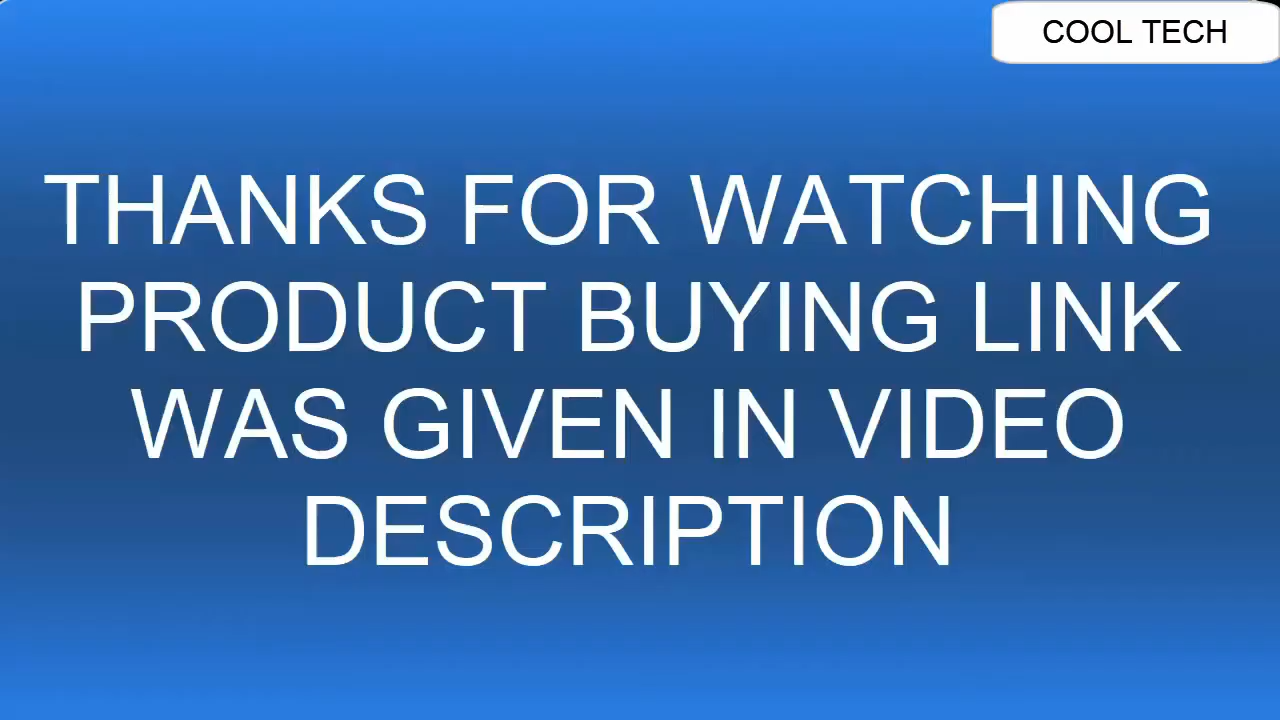 COOL TECH
THANKS FOR WATCHING
PRODUCT BUYING LINK
WAS GIVEN IN VIDEO
DESCRIPTION